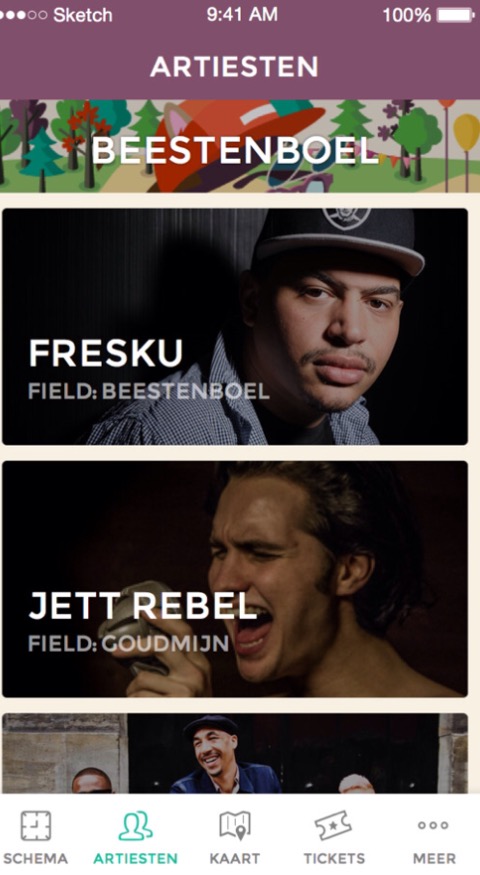 Sketch 9:41 AM 100%
ARTIESTEN
BEESTENBOEL
FRESKU
FIELD: BEESTENBOEL
JETT REBEL
FIELD: GOUDMIJN
SCHEMA ARTIESTEN KAART TICKETS MEER